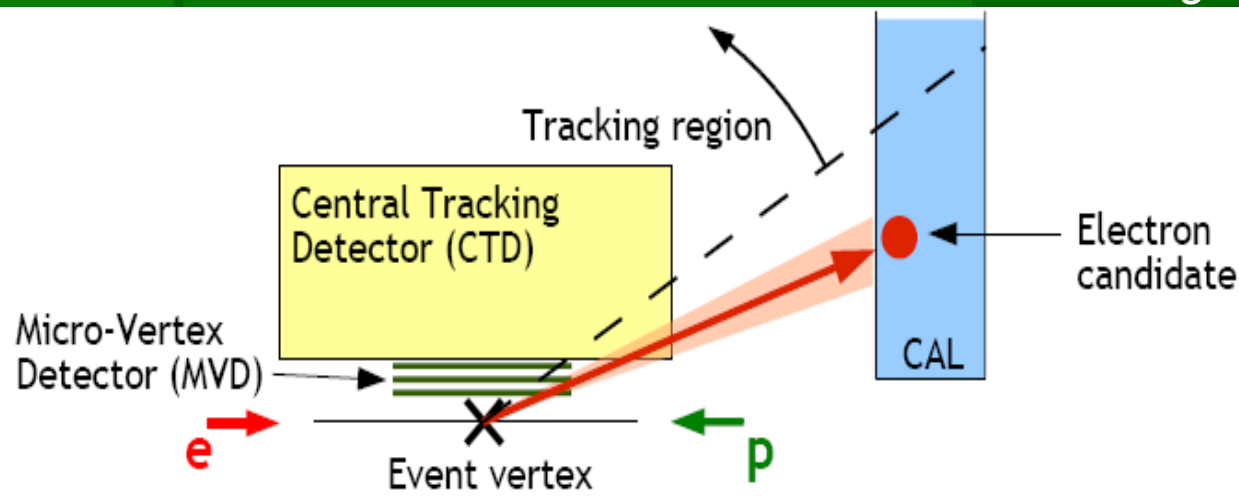 Tracking region
Central Tracking
Detector (CTD)
Electron
candidate
Micro-Vertex
Detector (MVD)
CAL
e
p
Event vertex